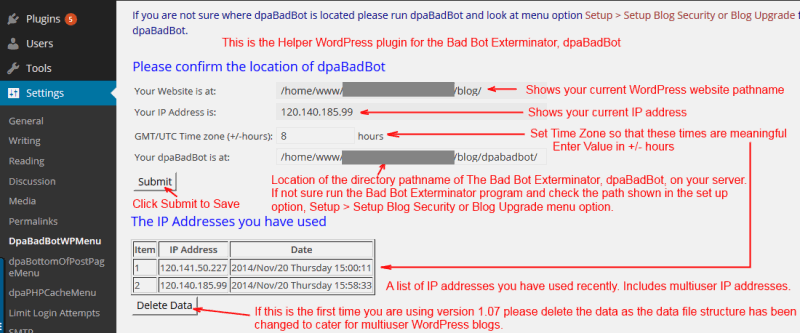 Plugins 5
Users
Tools
Settings
General
Writing
Reading
Discussion
Media
Permalinks
DpaBadBotWPMenu
dpaBottomOfPostPag
eMenu
dpaPHPCacheMenu
Limit Login Attempts
SMTP
If you are not sure where dpaBadBot is located please run dpaBadBot and look at menu option Setup > Setup Blog Security or Blog Upgrade
dpaBadBot.
This is the Helper WordPress plugin for the Bad Bot Exterminator, dpaBadBot
Please confirm the location of dpaBadBot
Your Website is at: /home/www/ /blog/ Shows your current WordPress website pathname
Your IP Address is: 120.140.185.99 Shows your current IP address
GMT/UTC Time zone (+/-hours): 8 hours Set Time Zone so that these times are meaningful
Enter Value in +/- hours
Your dpaBadBot is at: /home/www/ /blog/dpabadbot/
Submit
Click Submit to Save
Location of the directory pathname of The Bad Bot Exterminator, dpaBadBot, on your server.
If not sure run the Bad Bot Exterminator program and check the path shown in the set up
option, Setup > Setup Blog Security or Blog Upgrade menu option.
The IP Addresses you have used
Item IP Address Date
1 120.141.50.227 2014/Nov/20 Thursday 15:00:11
2 120.140.185.99 2014/Nov/20 Thursday 15:58:33
A list of IP addresses you have used recently. Includes multiuser IP addresses.
Delete Data
If this is the first time you are using version 1.07 please delete the data as the data file structure has been
changed to cater for multiuser WordPress blogs.